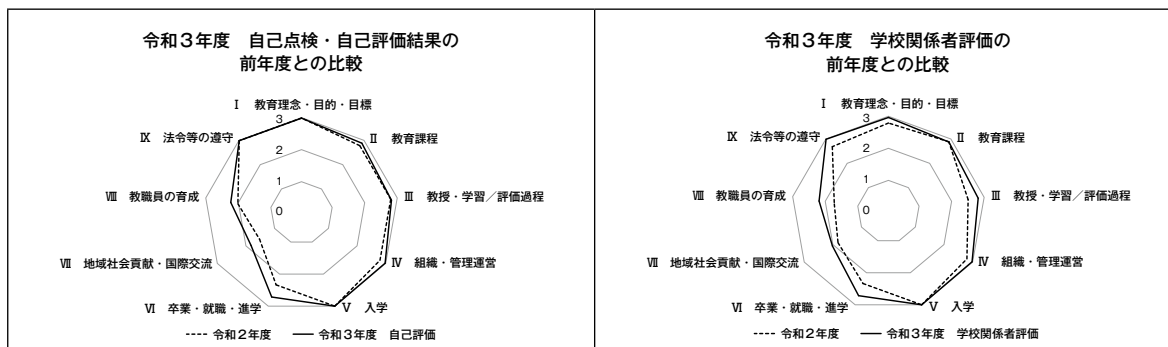 令和３年度　自己点検・自己評価結果の
前年度との比較
Ⅰ　教育理念・目的・目標
Ⅱ　教育課程
Ⅲ　教授・学習／評価過程
Ⅳ　組織・管理運営
Ⅴ　入学
Ⅵ　卒業・就職・進学
Ⅶ　地域社会貢献・国際交流
Ⅷ　教職員の育成
Ⅸ　法令等の遵守
3
2
1
0
令和２年度
令和３年度　自己評価
令和３年度　学校関係者評価の
前年度との比較
Ⅰ　教育理念・目的・目標
Ⅱ　教育課程
Ⅲ　教授・学習／評価過程
Ⅳ　組織・管理運営
Ⅴ　入学
Ⅵ　卒業・就職・進学
Ⅶ　地域社会貢献・国際交流
Ⅷ　教職員の育成
Ⅸ　法令等の遵守
3
2
1
0
令和２年度
令和３年度　学校関係者評価